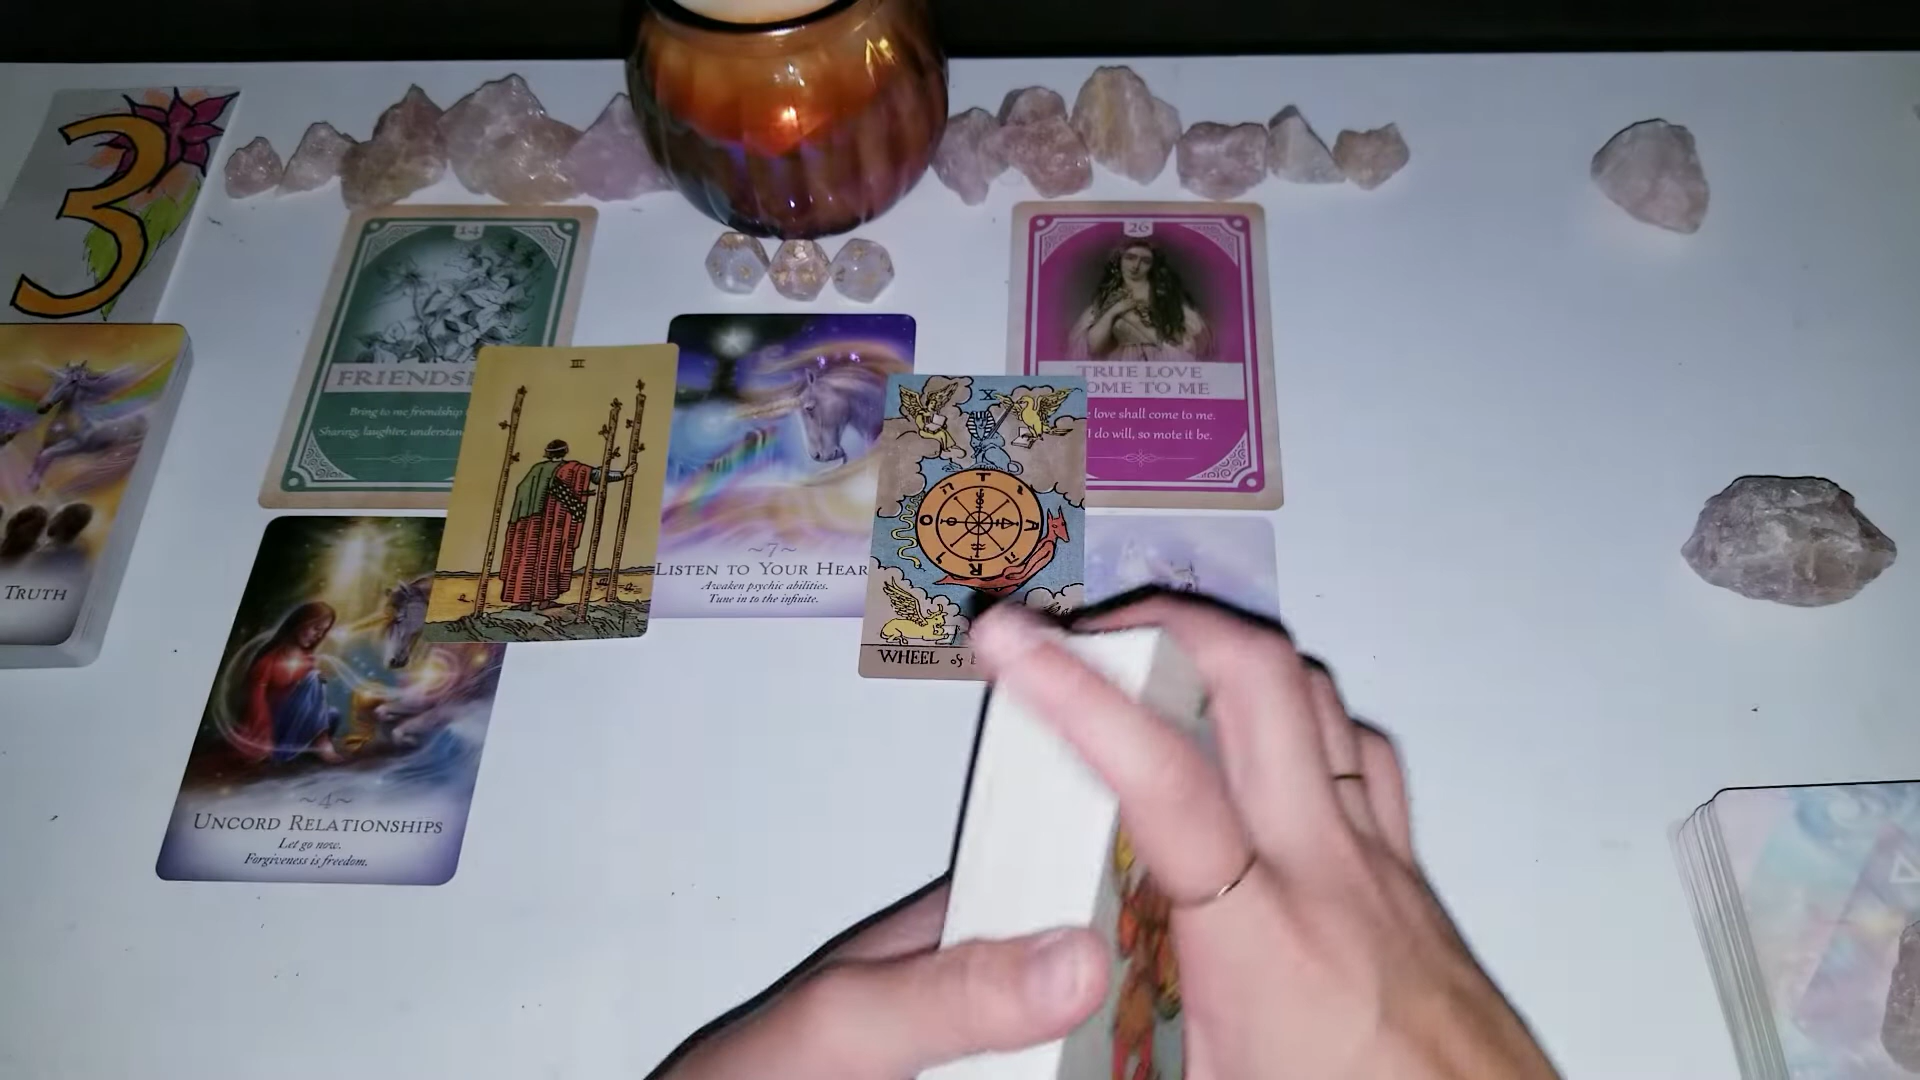 3
14
FRIENDS
Bring to me friendship
Sharing, laughter, understan
26
TRUE LOVE
OME TO ME
love shall come to me.
I do will, so mote it be.
III
X
~7~
LISTEN TO YOUR HEAR
Awaken psychic abilities.
Tune in to the infinite.
T
A
R
O
WHEEL of
TRUTH
~4~
UNCORD RELATIONSHIPS
Let go now.
Forgiveness is freedom.